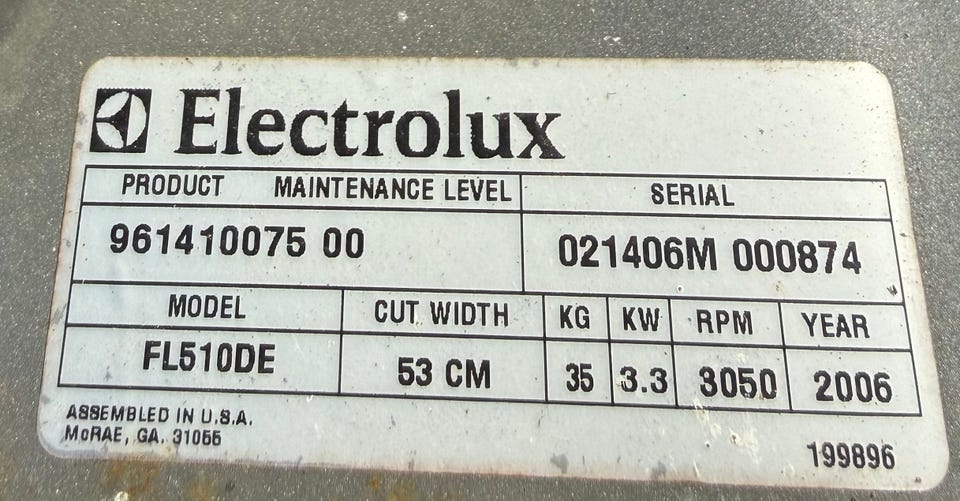 Electrolux
PRODUCT MAINTENANCE LEVEL SERIAL
961410075 00 021406M 000874
MODEL CUT WIDTH KG KW RPM YEAR
FL510DE 53 CM 35 3.3 3050 2006
ASSEMBLED IN U.S.A.
McRAE, GA. 31055
199896